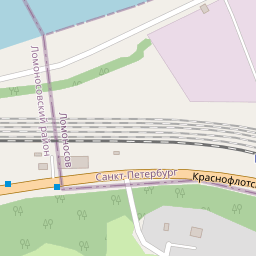 Ломоносовский район
Ломоносов
Санкт-Петербург
Краснофлотс